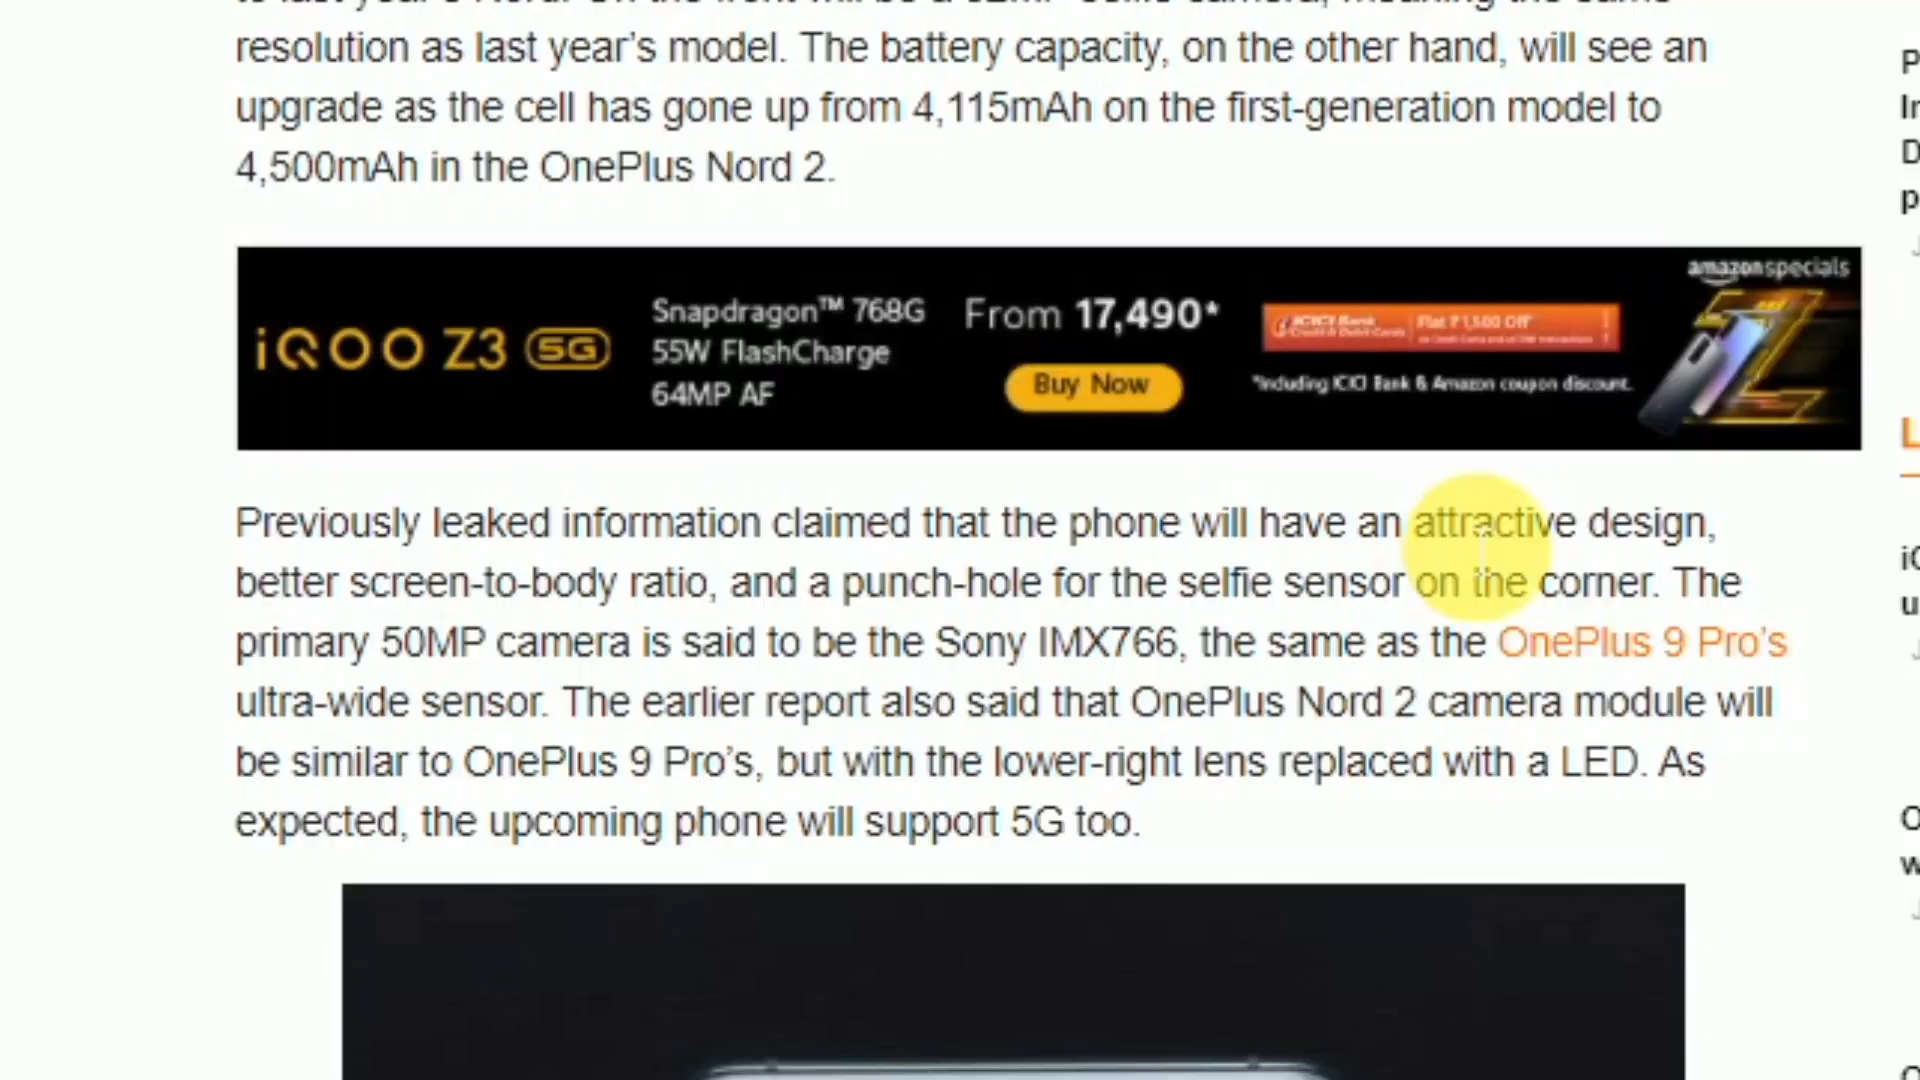 resolution as last year's model. The battery capacity, on the other hand, will see an
upgrade as the cell has gone up from 4,115mAh on the first-generation model to
4,500mAh in the OnePlus Nord 2.
iQOO Z3 5G
Snapdragon™ 768G
55W FlashCharge
64MP AF
From 17,490*
Buy Now
ICICI Bank
Flat ₹1,500 Off*
*Including ICICI Bank & Amazon coupon discount.
amazonspecials
Previously leaked information claimed that the phone will have an attractive design,
better screen-to-body ratio, and a punch-hole for the selfie sensor on the corner. The
primary 50MP camera is said to be the Sony IMX766, the same as the OnePlus 9 Pro's
ultra-wide sensor. The earlier report also said that OnePlus Nord 2 camera module will
be similar to OnePlus 9 Pro's, but with the lower-right lens replaced with a LED. As
expected, the upcoming phone will support 5G too.